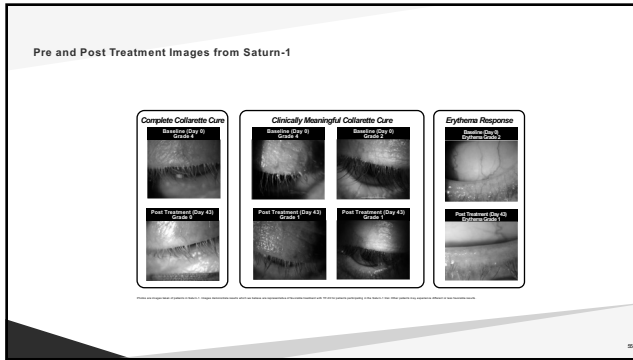 Pre and Post Treatment Images from Saturn-1
Complete Collarette Cure
Baseline (Day 0)
Grade 4
Post Treatment (Day 43)
Grade 0
Clinically Meaningful Collarette Cure
Baseline (Day 0)
Grade 4
Baseline (Day 0)
Grade 2
Post Treatment (Day 43)
Grade 1
Post Treatment (Day 43)
Grade 1
Erythema Response
Baseline (Day 0)
Erythema Grade 2
Post Treatment (Day 43)
Erythema Grade 1
55